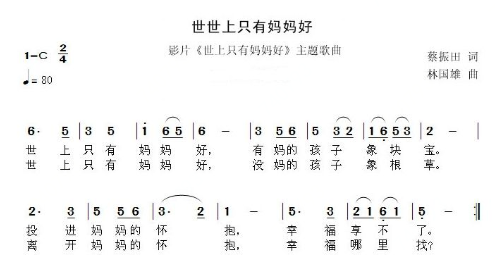 世世上只有妈妈好
影片《世上只有妈妈好》主题歌曲
1-C 2/4
♩= 80
蔡振田 词
林国雄 曲
6· 5 | 3 5 | 1̇ 6 5 | 6 - | 3 5 6 | 5 3 2 | 1 6̣ 5 3 | 2 - |
世 上 只 有 妈 妈 好, 有 妈的 孩 子 象 块 宝。
世 上 只 有 妈 妈 好, 没 妈的 孩 子 象 根 草。
2· 3 | 5 5 6 | 3· 2 | 1 - | 5· 3 | 2 1 6̣ 1 | 5̣ - ‖
投 进 妈 妈的 怀 抱, 幸 福 享 不 了。
离 开 妈 妈的 怀 抱, 幸 福 哪 里 找?